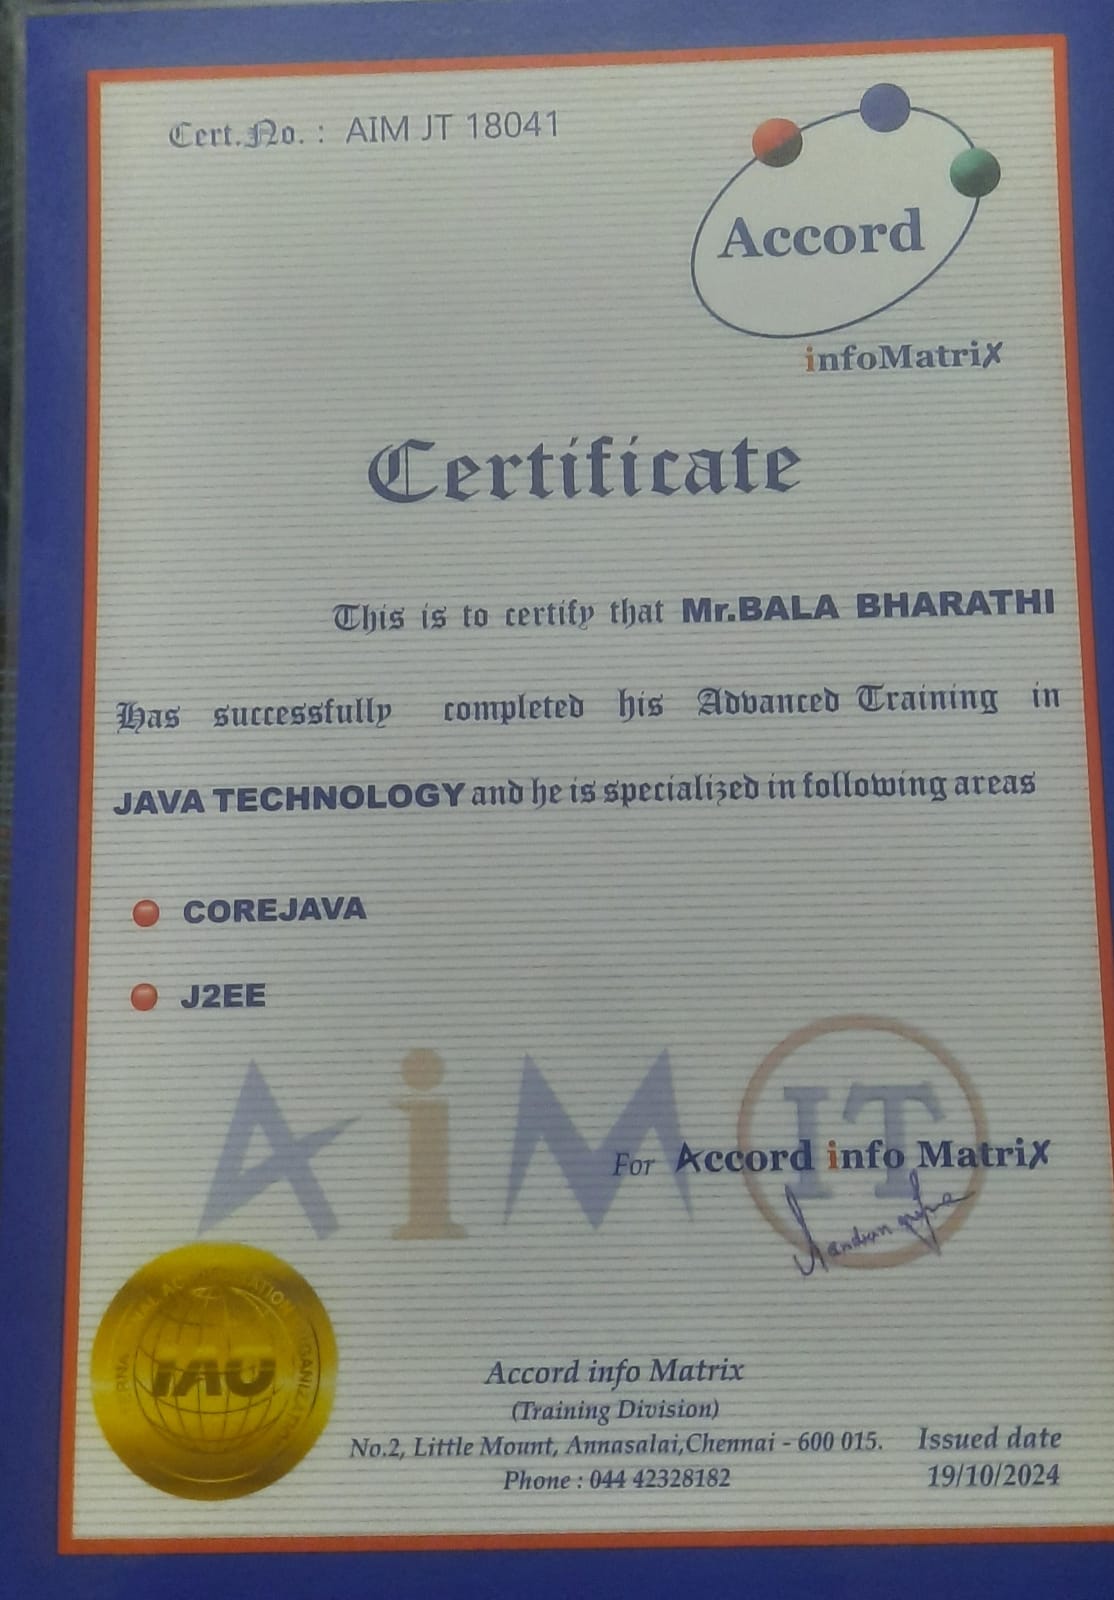 Cert.No. : AIM JT 18041
Accord
infoMatriX
Certificate
This is to certify that Mr.BALA BHARATHI
Has successfully completed his Advanced Training in
JAVA TECHNOLOGY and he is specialized in following areas
COREJAVA
J2EE
AiM IT
For Accord info MatriX
IAO
Accord info Matrix
(Training Division)
No.2, Little Mount, Annasalai,Chennai - 600 015.
Phone : 044 42328182
Issued date
19/10/2024